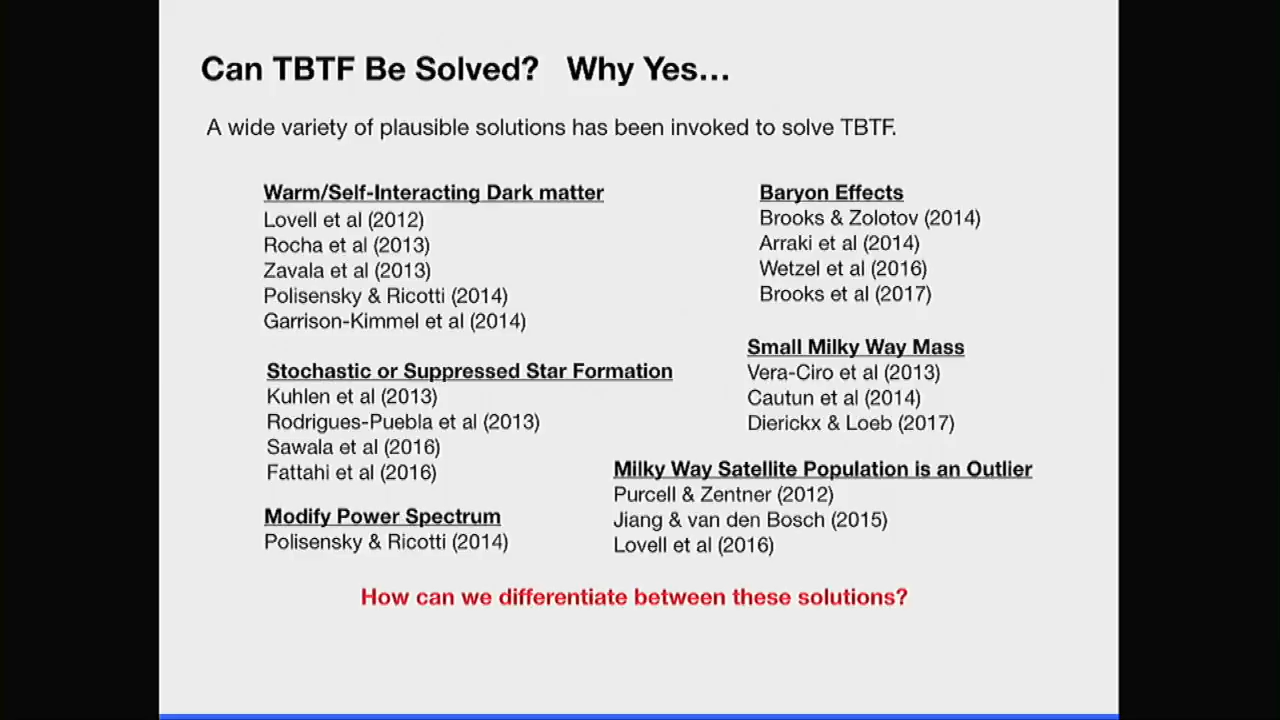 Can TBTF Be Solved? Why Yes...
A wide variety of plausible solutions has been invoked to solve TBTF.
Warm/Self-Interacting Dark matter
Lovell et al (2012)
Rocha et al (2013)
Zavala et al (2013)
Polisensky & Ricotti (2014)
Garrison-Kimmel et al (2014)
Stochastic or Suppressed Star Formation
Kuhlen et al (2013)
Rodrigues-Puebla et al (2013)
Sawala et al (2016)
Fattahi et al (2016)
Modify Power Spectrum
Polisensky & Ricotti (2014)
Baryon Effects
Brooks & Zolotov (2014)
Arraki et al (2014)
Wetzel et al (2016)
Brooks et al (2017)
Small Milky Way Mass
Vera-Ciro et al (2013)
Cautun et al (2014)
Dierickx & Loeb (2017)
Milky Way Satellite Population is an Outlier
Purcell & Zentner (2012)
Jiang & van den Bosch (2015)
Lovell et al (2016)
How can we differentiate between these solutions?